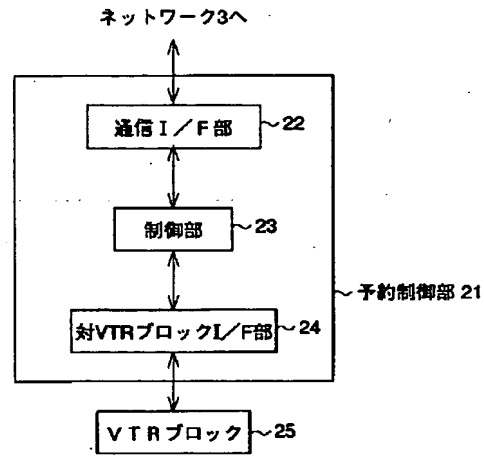 ネットワーク3へ
通信I/F部 22
制御部 23
予約制御部 21
対VTRブロックI/F部 24
VTRブロック 25